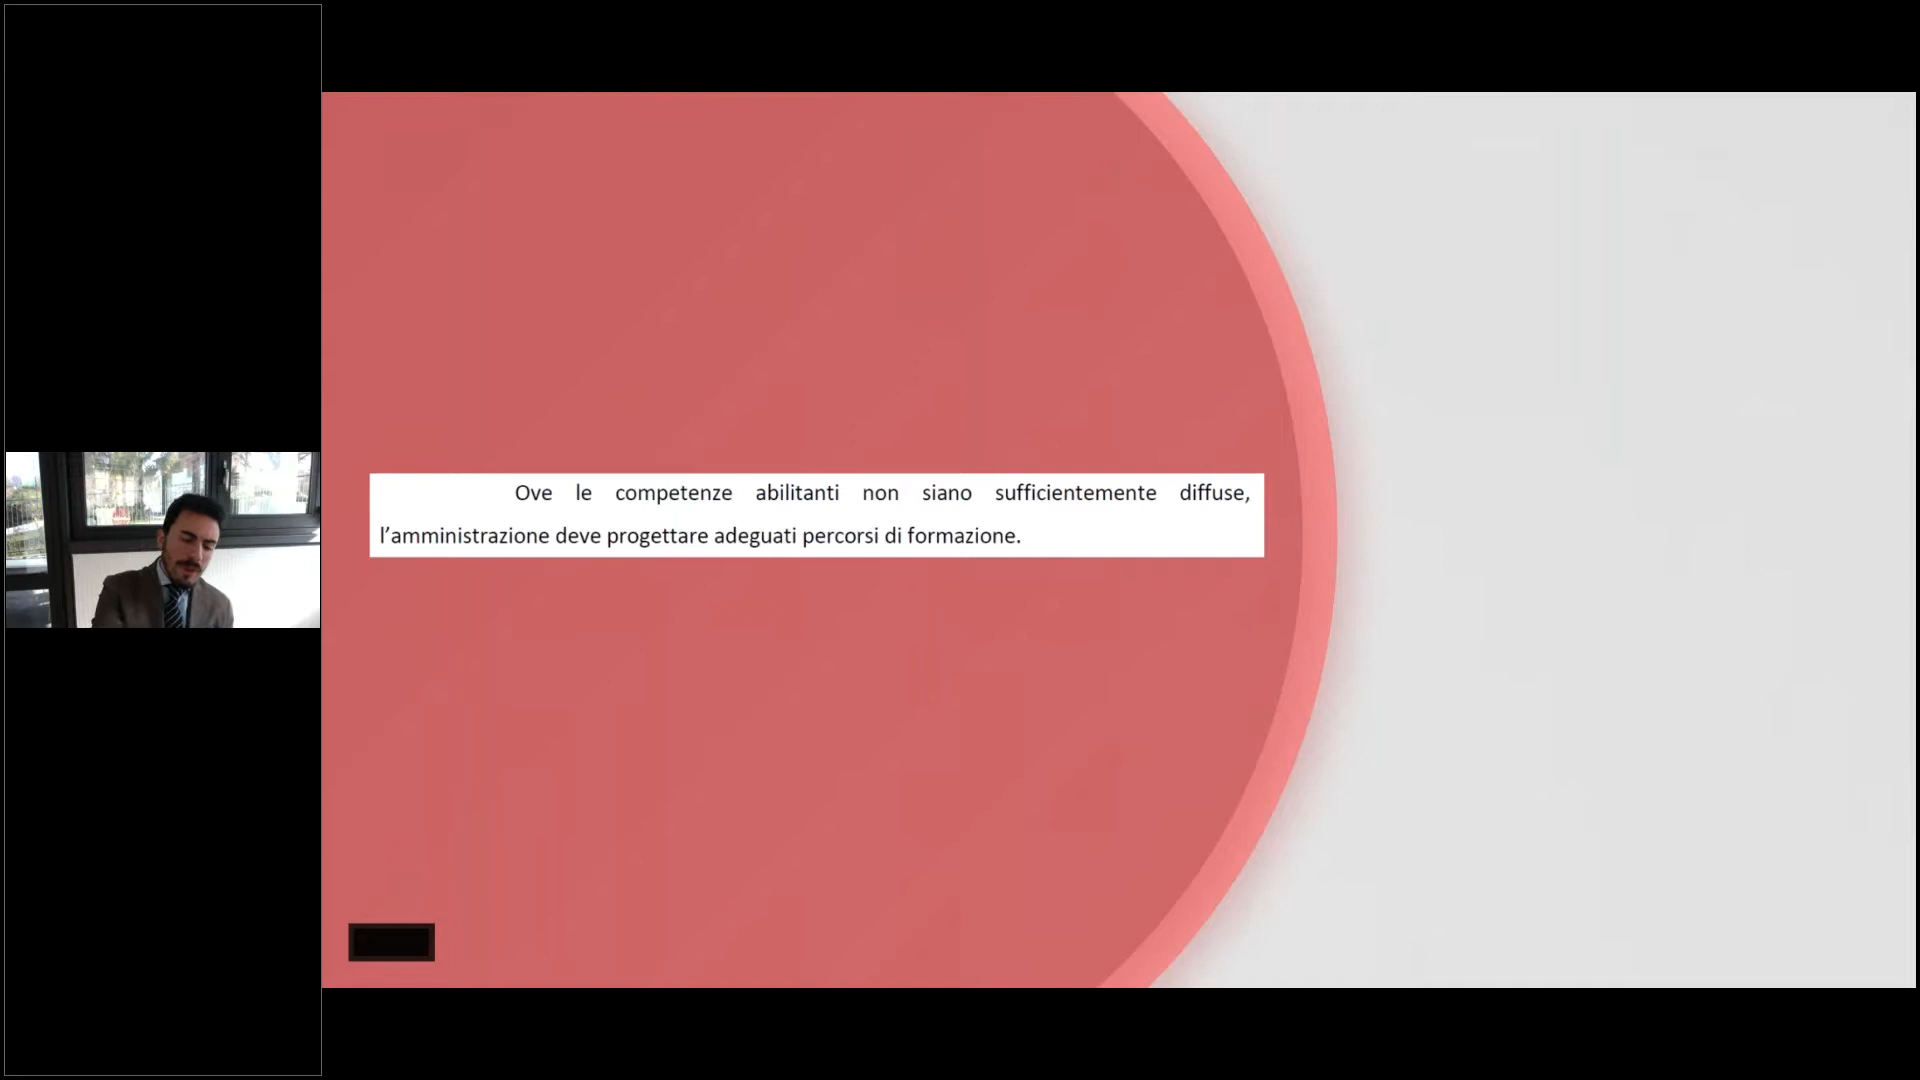 Ove le competenze abilitanti non siano sufficientemente diffuse,
l’amministrazione deve progettare adeguati percorsi di formazione.